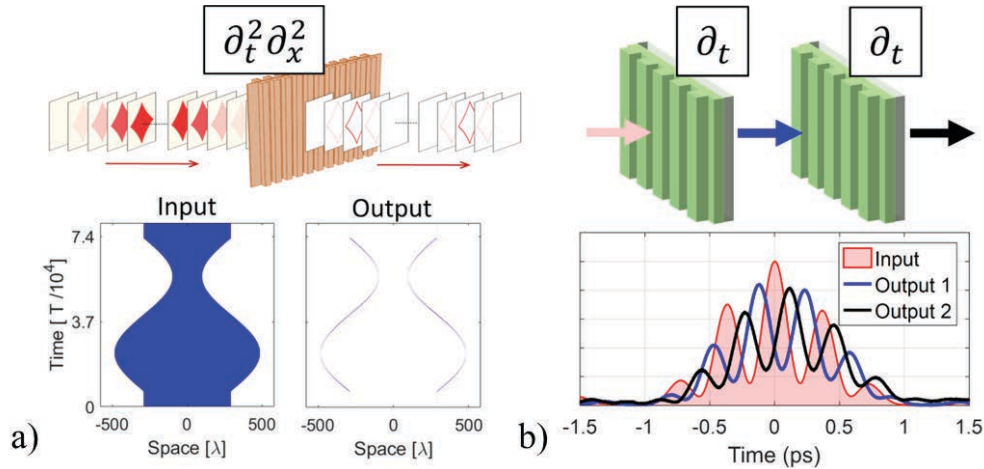 ∂ₜ²∂ₓ²
Input
Output
Time [ T /10⁴]
7.4
3.7
0
-500 0 500
-500 0 500
Space [λ]
Space [λ]
a)
∂ₜ
∂ₜ
Input
Output 1
Output 2
-1.5 -1 -0.5 0 0.5 1 1.5
Time (ps)
b)